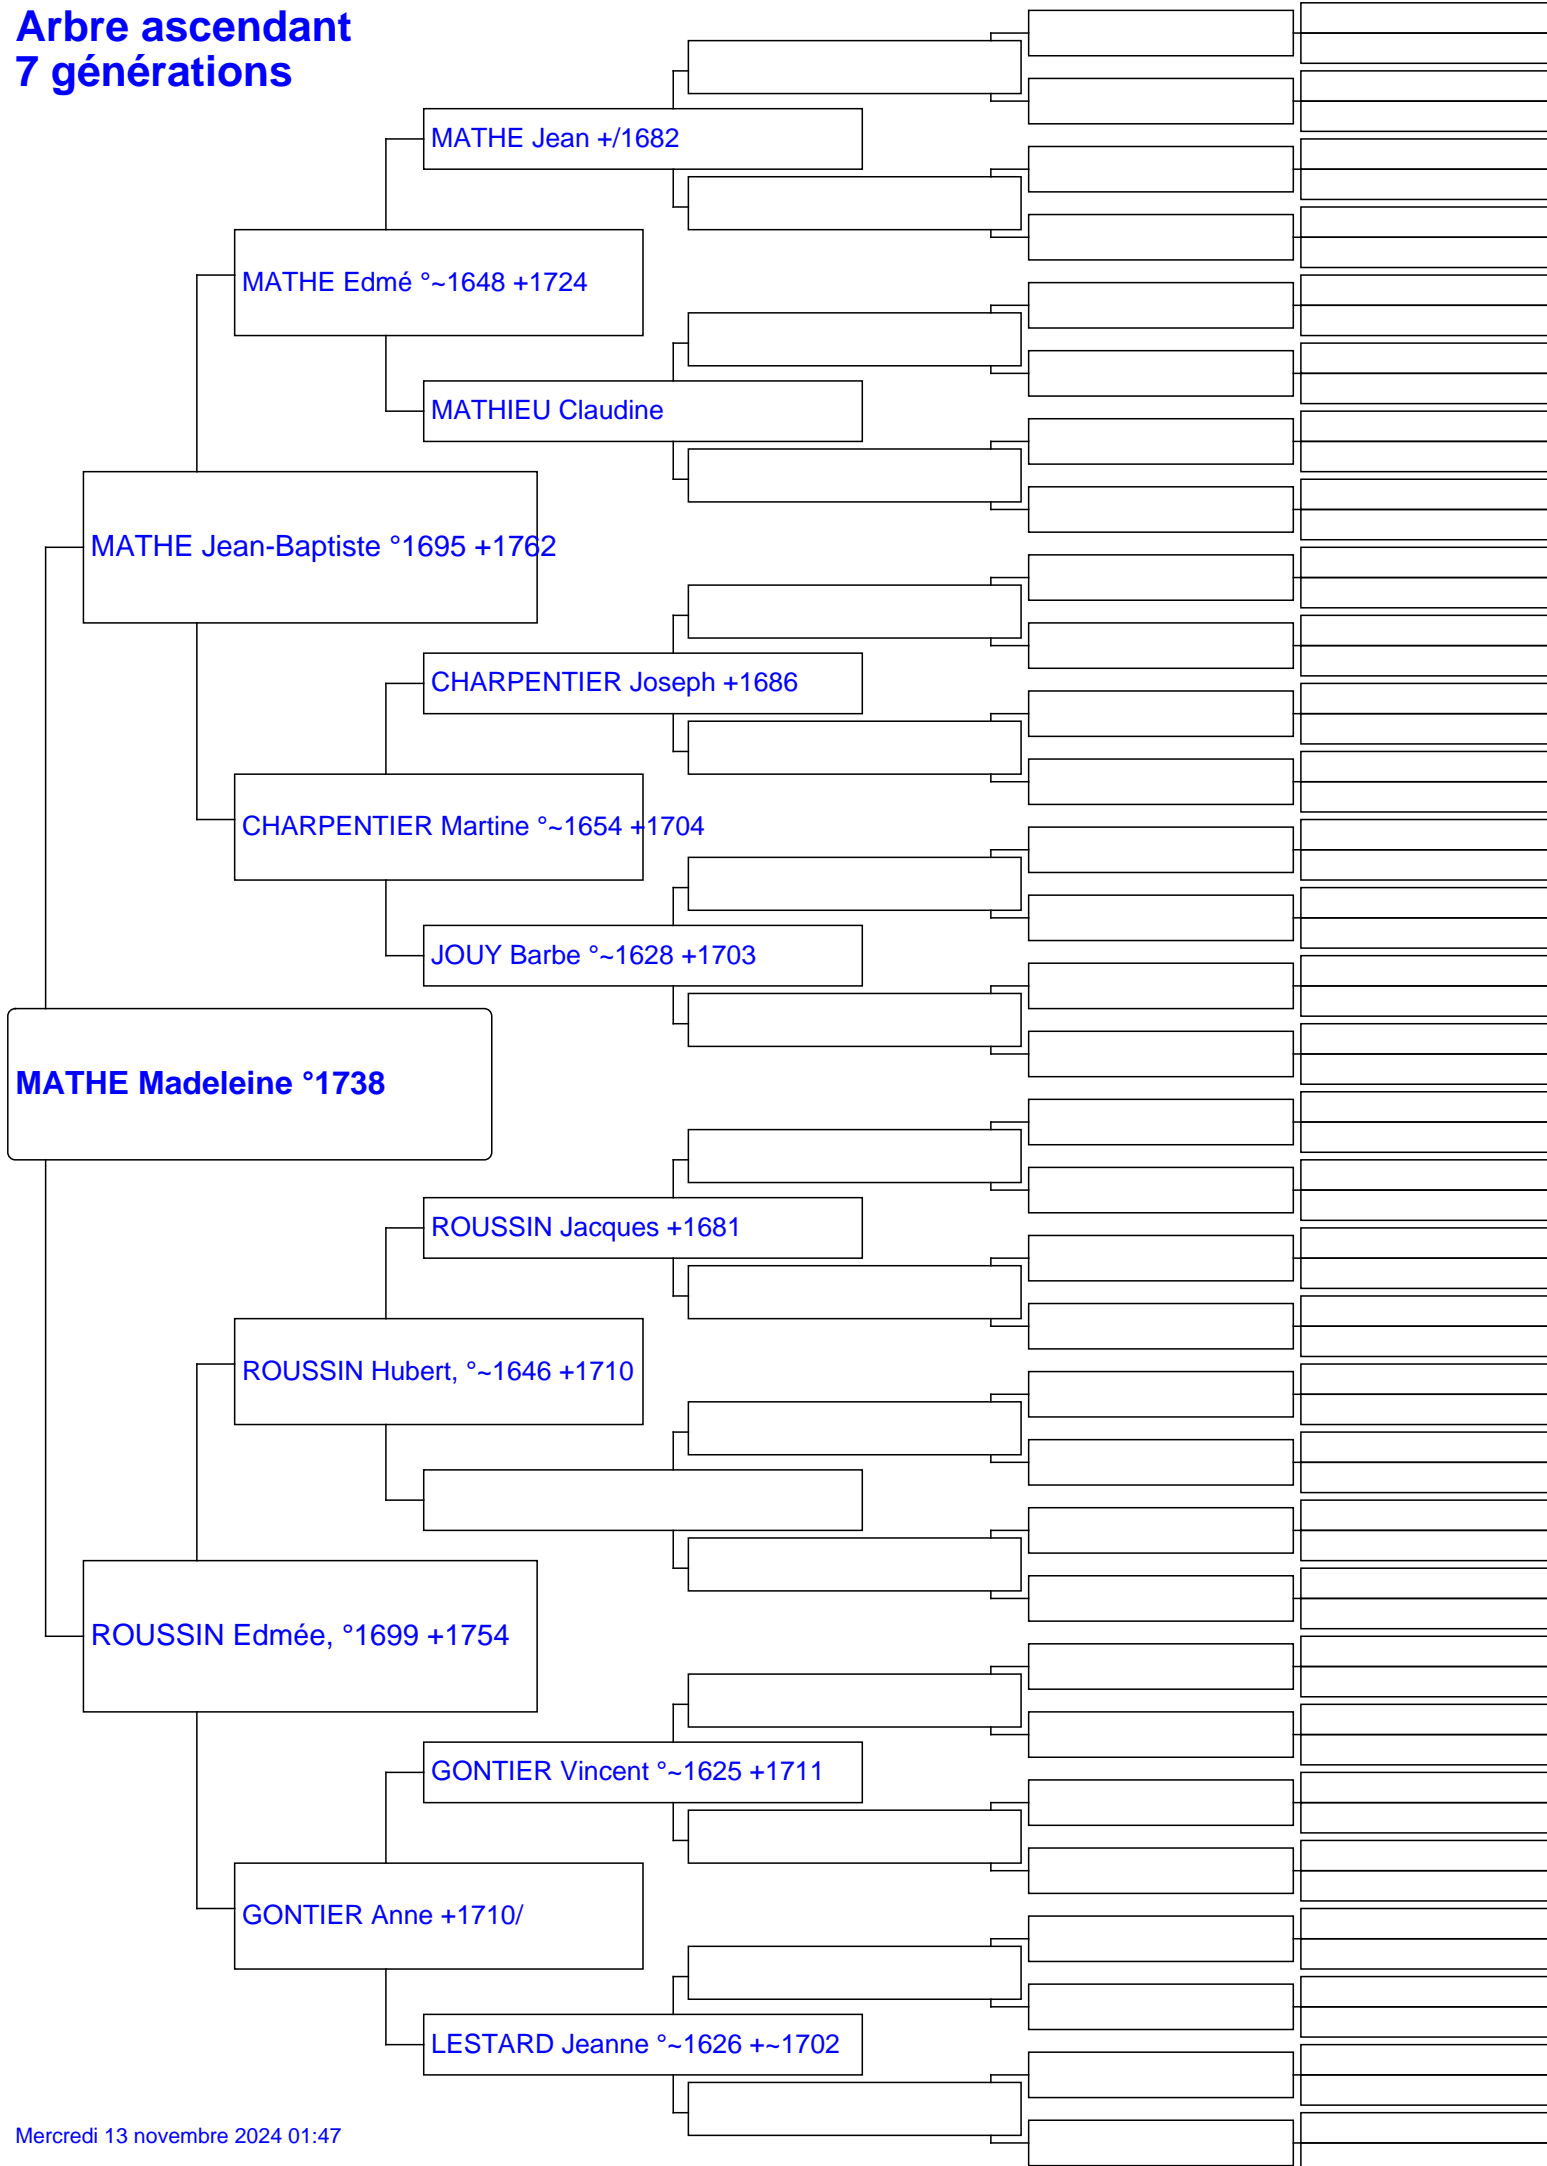 Arbre ascendant
7 générations
MATHE Jean +/1682
MATHE Edmé °~1648 +1724
MATHIEU Claudine
MATHE Jean-Baptiste °1695 +1762
CHARPENTIER Joseph +1686
CHARPENTIER Martine °~1654 +1704
JOUY Barbe °~1628 +1703
MATHE Madeleine °1738
ROUSSIN Jacques +1681
ROUSSIN Hubert, °~1646 +1710
ROUSSIN Edmée, °1699 +1754
GONTIER Vincent °~1625 +1711
GONTIER Anne +1710/
LESTARD Jeanne °~1626 +~1702
Mercredi 13 novembre 2024 01:47